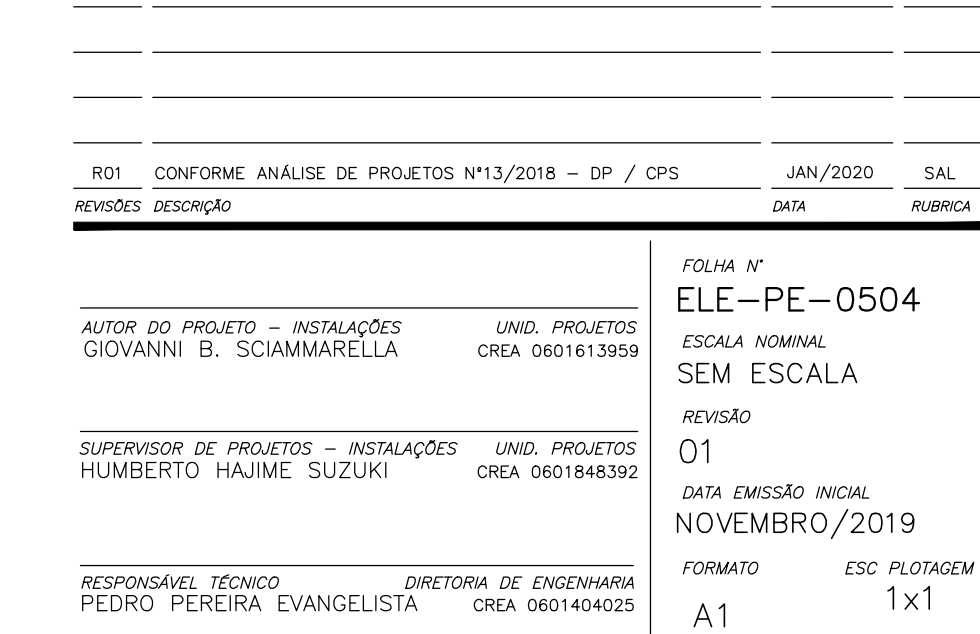 R01 CONFORME ANÁLISE DE PROJETOS Nº13/2018 – DP / CPS JAN/2020 SAL
REVISÕES DESCRIÇÃO DATA RUBRICA
AUTOR DO PROJETO – INSTALAÇÕES UNID. PROJETOS
GIOVANNI B. SCIAMMARELLA CREA 0601613959
SUPERVISOR DE PROJETOS – INSTALAÇÕES UNID. PROJETOS
HUMBERTO HAJIME SUZUKI CREA 0601848392
RESPONSÁVEL TÉCNICO DIRETORIA DE ENGENHARIA
PEDRO PEREIRA EVANGELISTA CREA 0601404025
FOLHA Nº
ELE–PE–0504
ESCALA NOMINAL
SEM ESCALA
REVISÃO
01
DATA EMISSÃO INICIAL
NOVEMBRO/2019
FORMATO ESC PLOTAGEM
A1 1x1